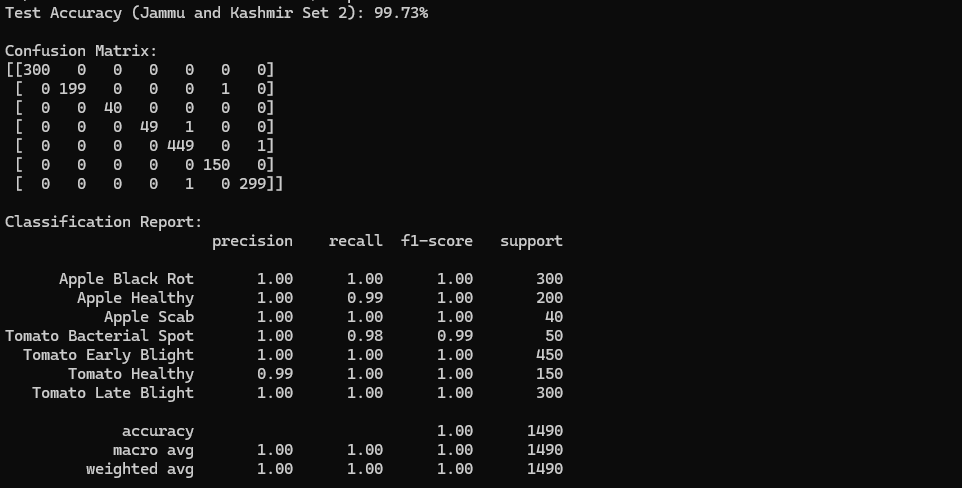 Test Accuracy (Jammu and Kashmir Set 2): 99.73%
Confusion Matrix:
[[300   0   0   0   0   0   0]
 [  0 199   0   0   0   1   0]
 [  0   0  40   0   0   0   0]
 [  0   0   0  49   1   0   0]
 [  0   0   0   0 449   0   1]
 [  0   0   0   0   0 150   0]
 [  0   0   0   0   1   0 299]]
Classification Report:
                       precision    recall  f1-score   support
      Apple Black Rot       1.00      1.00      1.00       300
        Apple Healthy       1.00      0.99      1.00       200
           Apple Scab       1.00      1.00      1.00        40
Tomato Bacterial Spot       1.00      0.98      0.99        50
  Tomato Early Blight       1.00      1.00      1.00       450
       Tomato Healthy       0.99      1.00      1.00       150
   Tomato Late Blight       1.00      1.00      1.00       300
             accuracy                           1.00      1490
            macro avg       1.00      1.00      1.00      1490
         weighted avg       1.00      1.00      1.00      1490